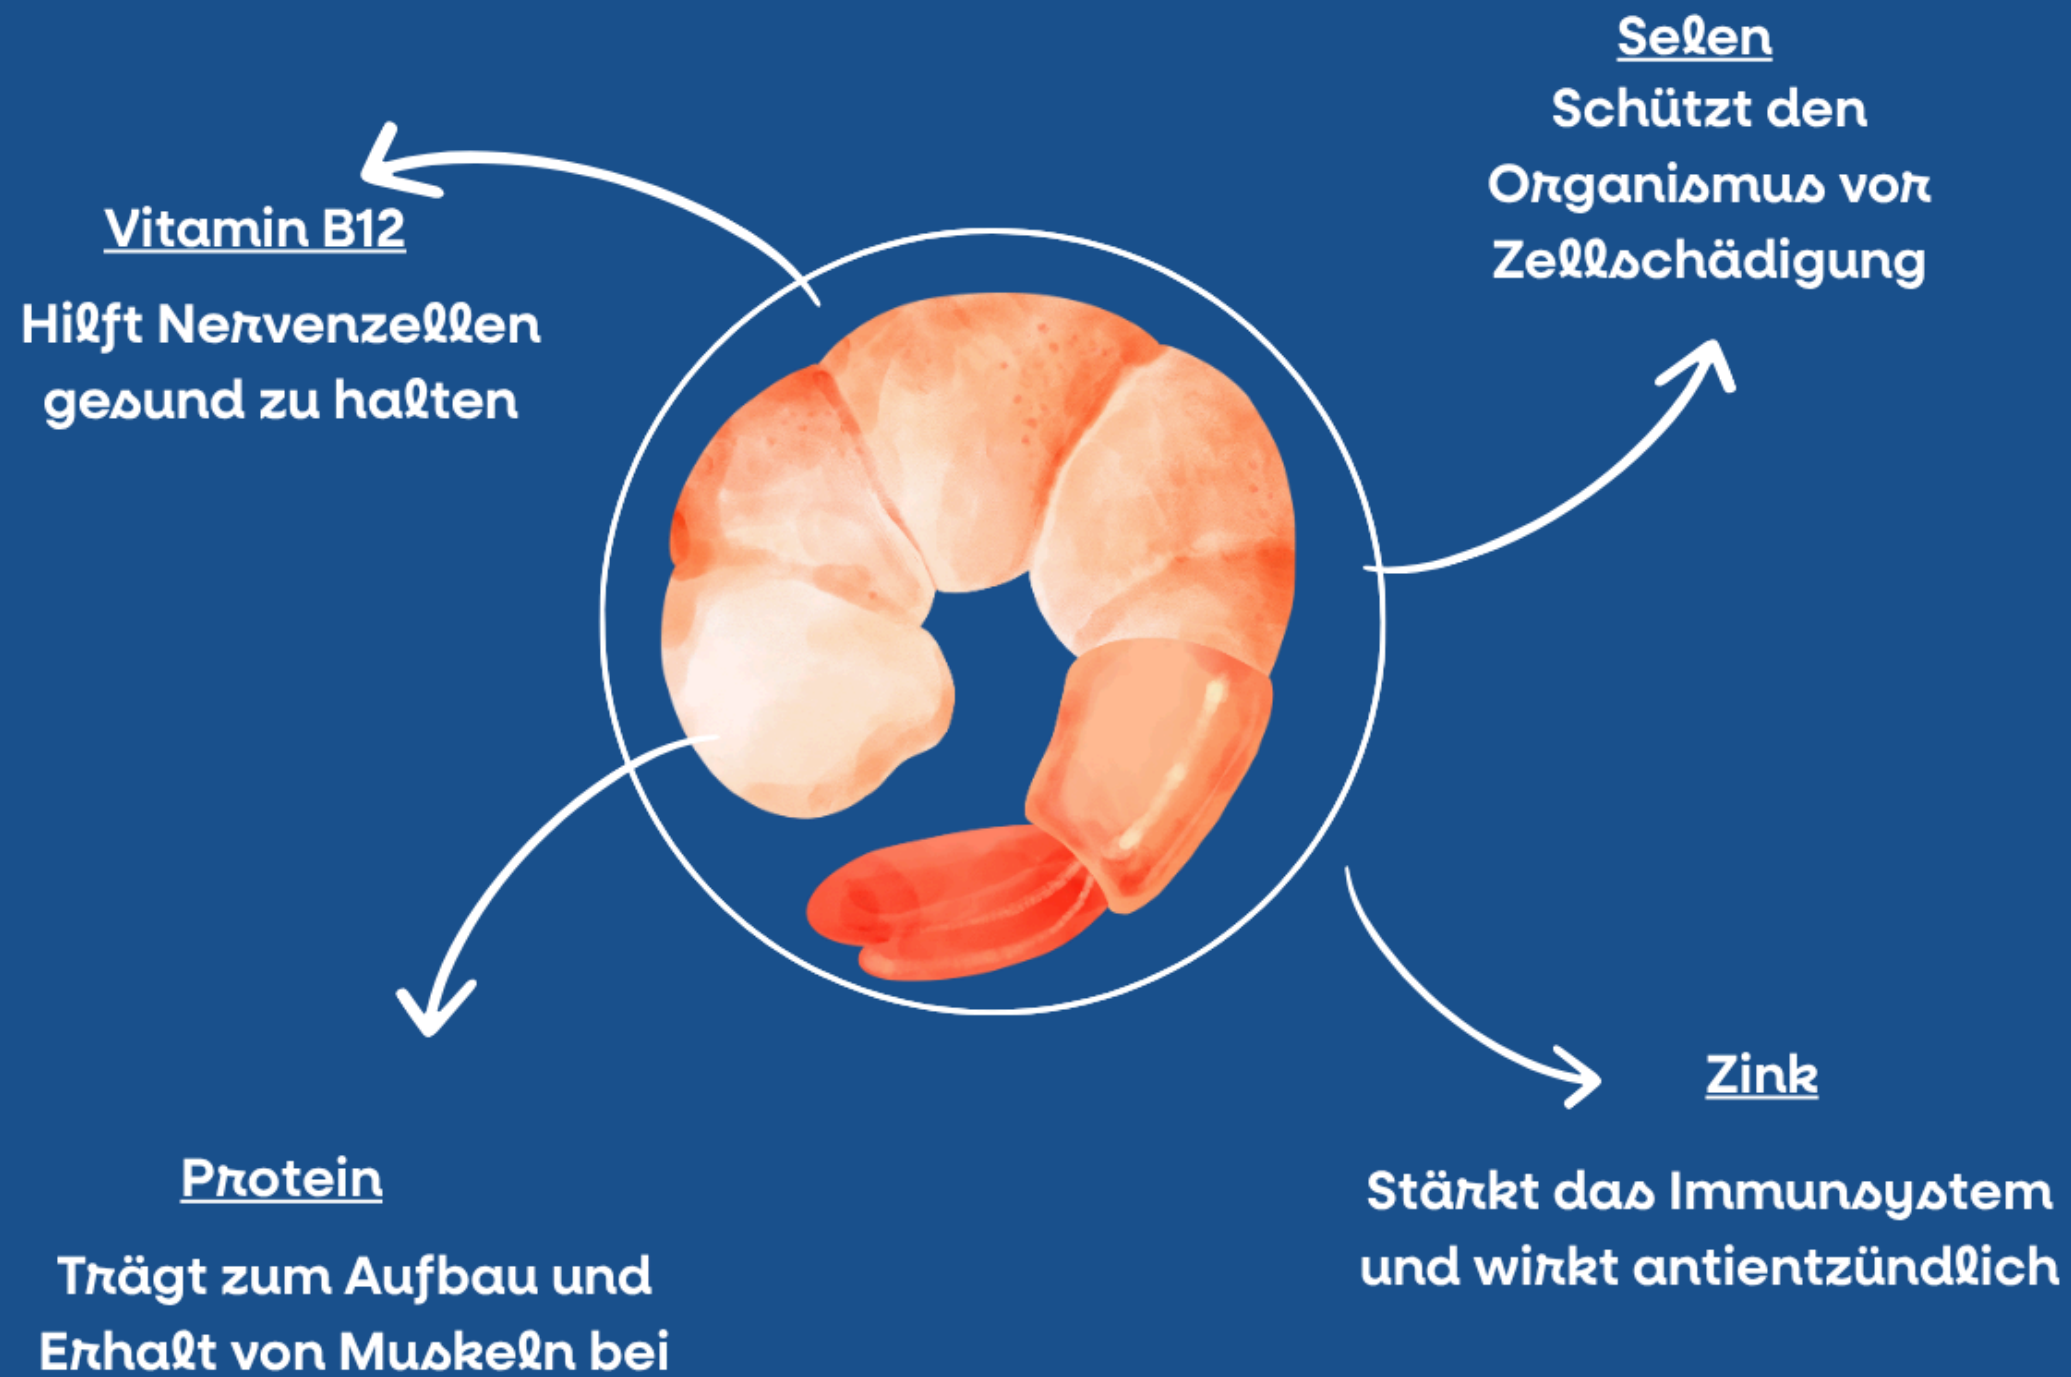 Vitamin B12
Hilft Nervenzellen
gesund zu halten
Selen
Schützt den
Organismus vor
Zellschädigung
Protein
Trägt zum Aufbau und
Erhalt von Muskeln bei
Zink
Stärkt das Immunsystem
und wirkt antientzündlich